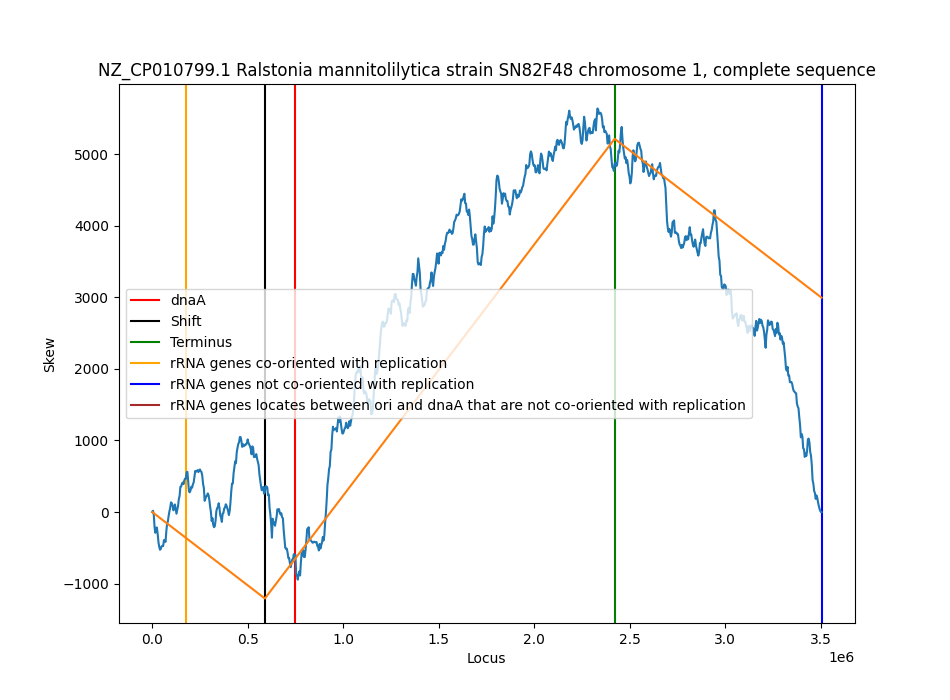 NZ_CP010799.1 Ralstonia mannitolilytica strain SN82F48 chromosome 1, complete sequence
5000
4000
3000
2000
1000
0
−1000
Skew
dnaA
Shift
Terminus
rRNA genes co-oriented with replication
rRNA genes not co-oriented with replication
rRNA genes locates between ori and dnaA that are not co-oriented with replication
0.0 0.5 1.0 1.5 2.0 2.5 3.0 3.5
1e6
Locus